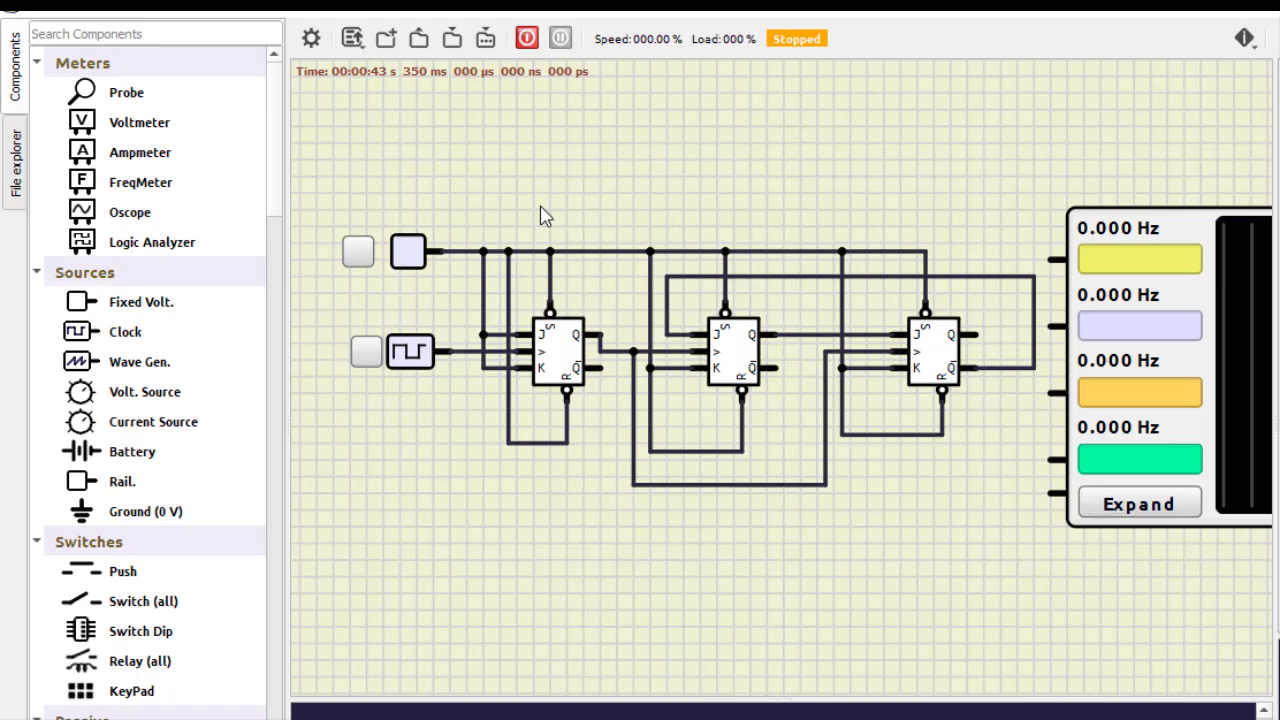 Components
File explorer
Search Components
Meters
Probe
Voltmeter
Ampmeter
FreqMeter
Oscope
Logic Analyzer
Sources
Fixed Volt.
Clock
Wave Gen.
Volt. Source
Current Source
Battery
Rail.
Ground (0 V)
Switches
Push
Switch (all)
Switch Dip
Relay (all)
KeyPad
Speed:000.00 % Load:000 % Stopped
Time: 00:00:43 s 350 ms 000 µs 000 ns 000 ps
J S Q
>
K R Q̅
J S Q
>
K R Q̅
J S Q
>
K R Q̅
0.000 Hz
0.000 Hz
0.000 Hz
0.000 Hz
Expand